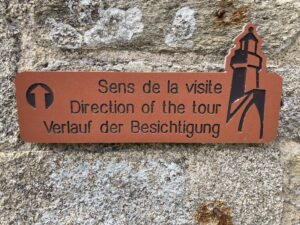 Sens de la visite
Direction of the tour
Verlauf der Besichtigung